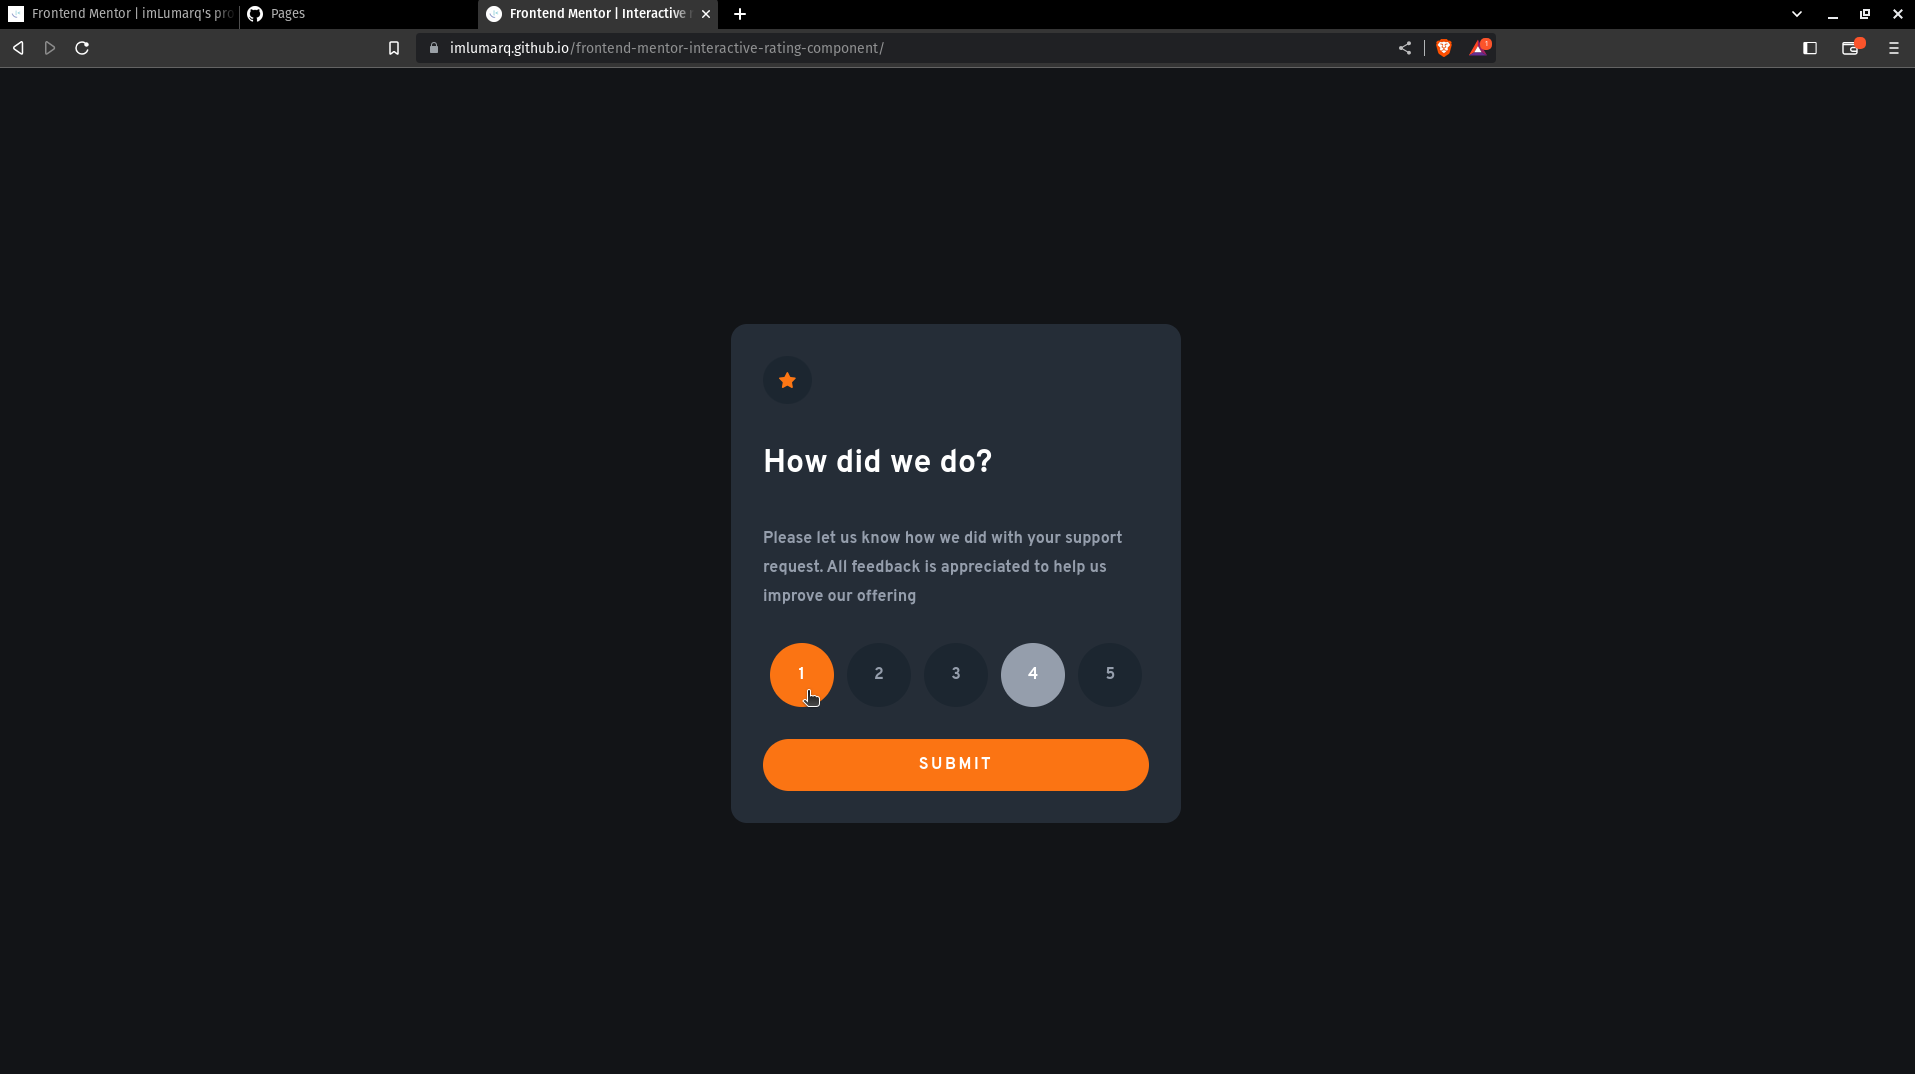 Frontend Mentor | imLumarq's pro
Pages
Frontend Mentor | Interactive
imlumarq.github.io/frontend-mentor-interactive-rating-component/
1
How did we do?
Please let us know how we did with your support
request. All feedback is appreciated to help us
improve our offering
1 2 3 4 5
SUBMIT